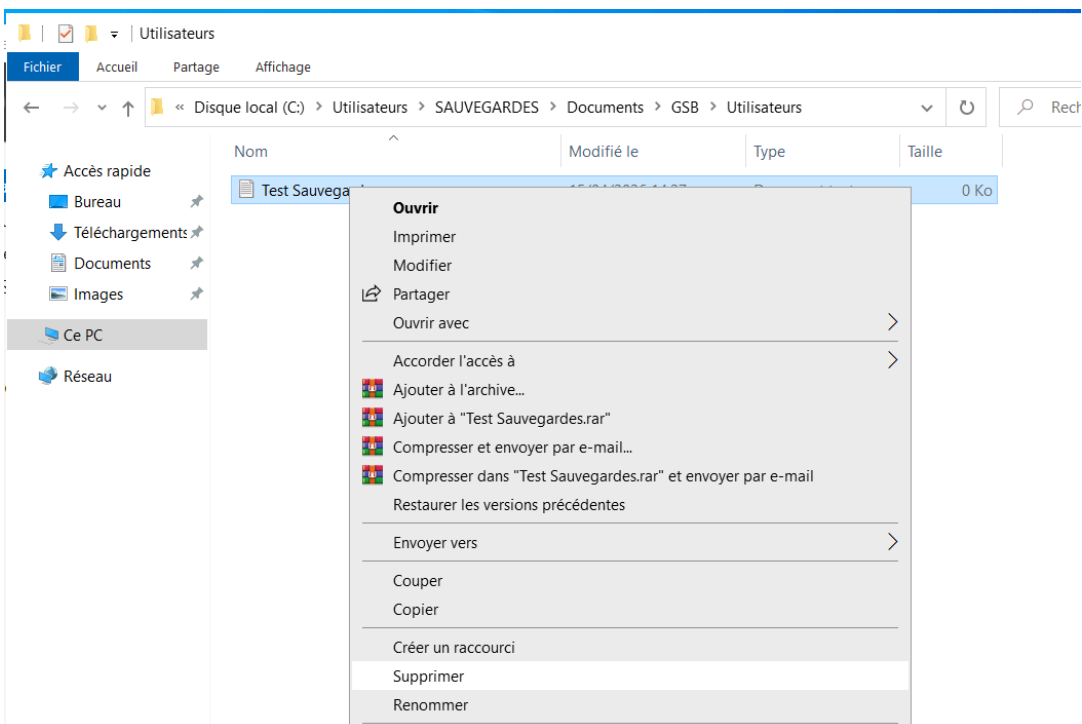 Utilisateurs
Fichier Accueil Partage Affichage
« Disque local (C:) > Utilisateurs > SAUVEGARDES > Documents > GSB > Utilisateurs
Rech
Nom Modifié le Type Taille
Accès rapide
Test Sauvega 0 Ko
Bureau
Téléchargements
Documents
Images
Ce PC
Réseau
Ouvrir
Imprimer
Modifier
Partager
Ouvrir avec
Accorder l'accès à
Ajouter à l'archive...
Ajouter à "Test Sauvegardes.rar"
Compresser et envoyer par e-mail...
Compresser dans "Test Sauvegardes.rar" et envoyer par e-mail
Restaurer les versions précédentes
Envoyer vers
Couper
Copier
Créer un raccourci
Supprimer
Renommer